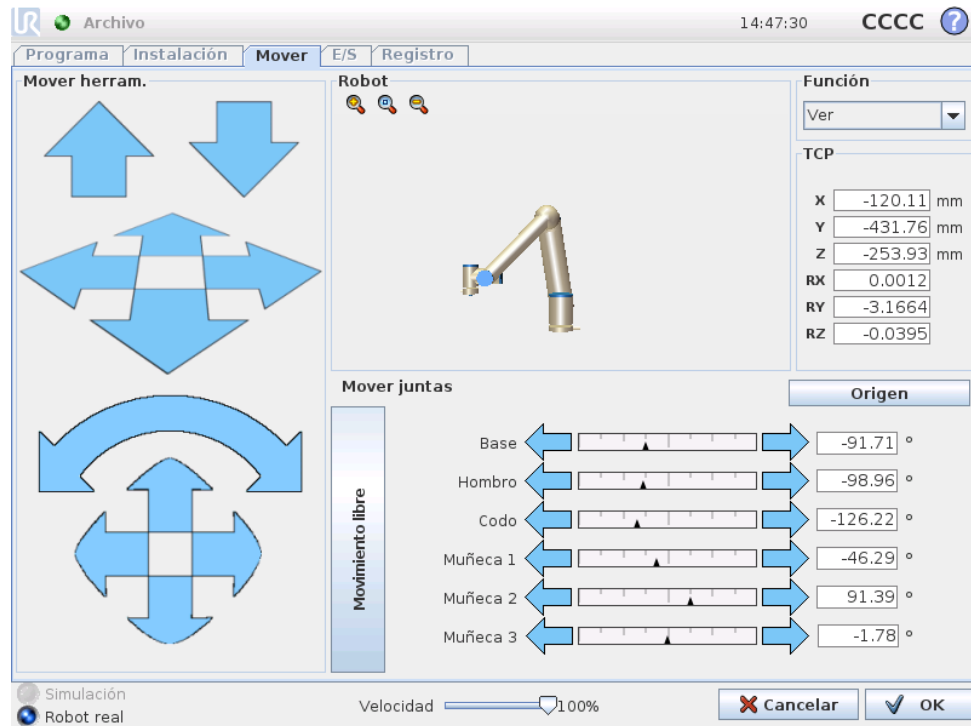 UR Archivo 14:47:30 CCCC ?
Programa Instalación Mover E/S Registro
Mover herram.
Robot
Función
Ver
TCP
X -120.11 mm
Y -431.76 mm
Z -253.93 mm
RX 0.0012
RY -3.1664
RZ -0.0395
Mover juntas
Origen
Movimiento libre
Base -91.71 °
Hombro -98.96 °
Codo -126.22 °
Muñeca 1 -46.29 °
Muñeca 2 91.39 °
Muñeca 3 -1.78 °
Simulación
Robot real
Velocidad 100%
Cancelar
OK